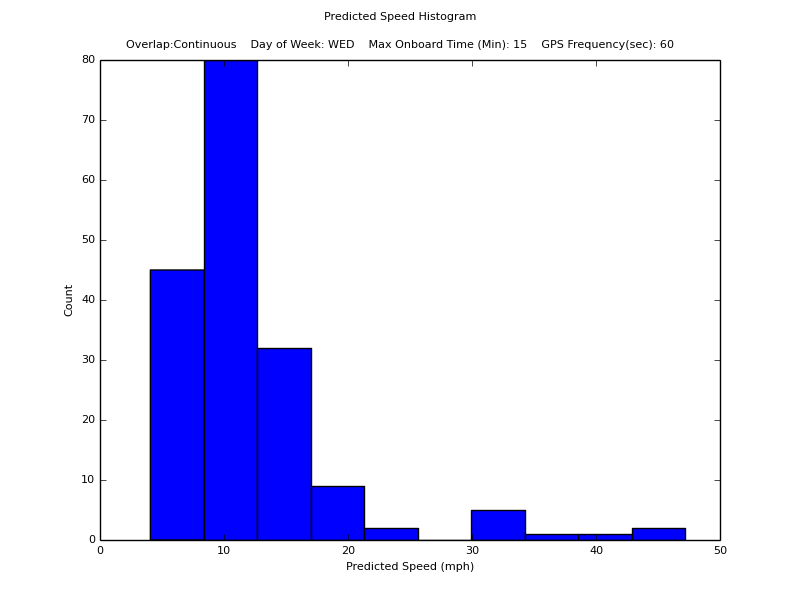 Predicted Speed Histogram
Overlap:Continuous    Day of Week: WED    Max Onboard Time (Min): 15    GPS Frequency(sec): 60
80
70
60
50
40
30
20
10
0
Count
0 10 20 30 40 50
Predicted Speed (mph)